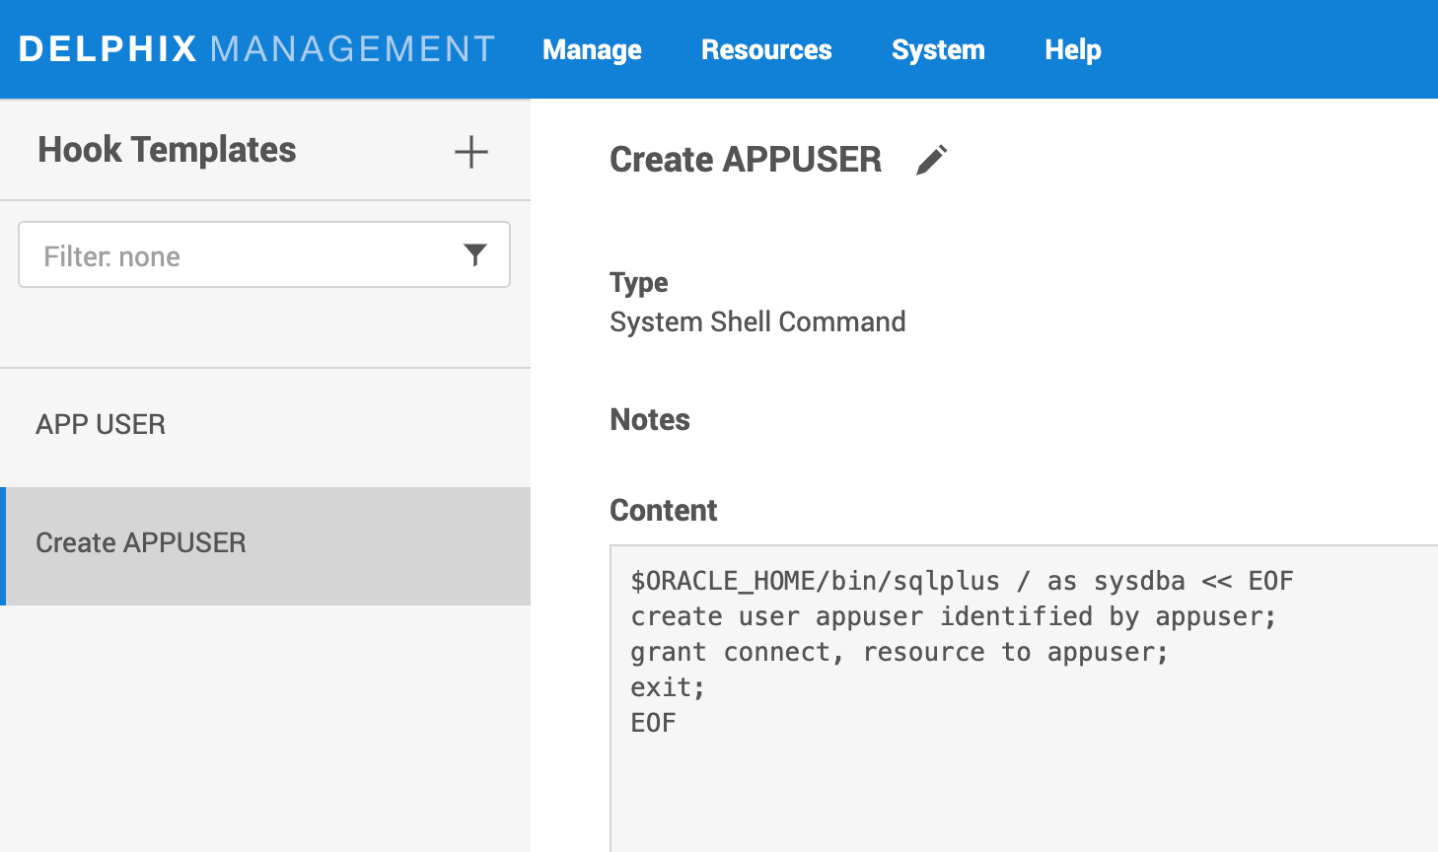 DELPHIX MANAGEMENT Manage Resources System Help
Hook Templates
Filter: none
APP USER
Create APPUSER
Create APPUSER
Type
System Shell Command
Notes
Content
$ORACLE_HOME/bin/sqlplus / as sysdba << EOF
create user appuser identified by appuser;
grant connect, resource to appuser;
exit;
EOF